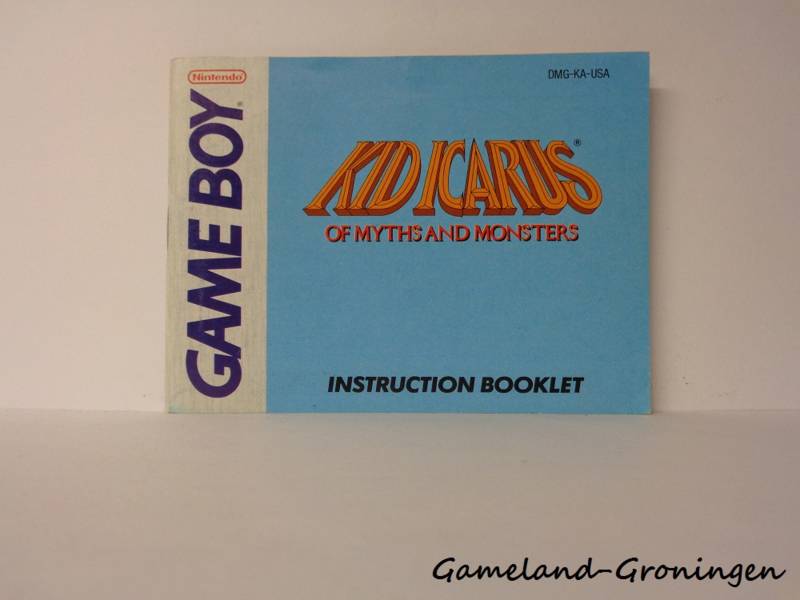 Nintendo
GAME BOY
DMG-KA-USA
KID ICARUS®
OF MYTHS AND MONSTERS
INSTRUCTION BOOKLET
Gameland-Groningen